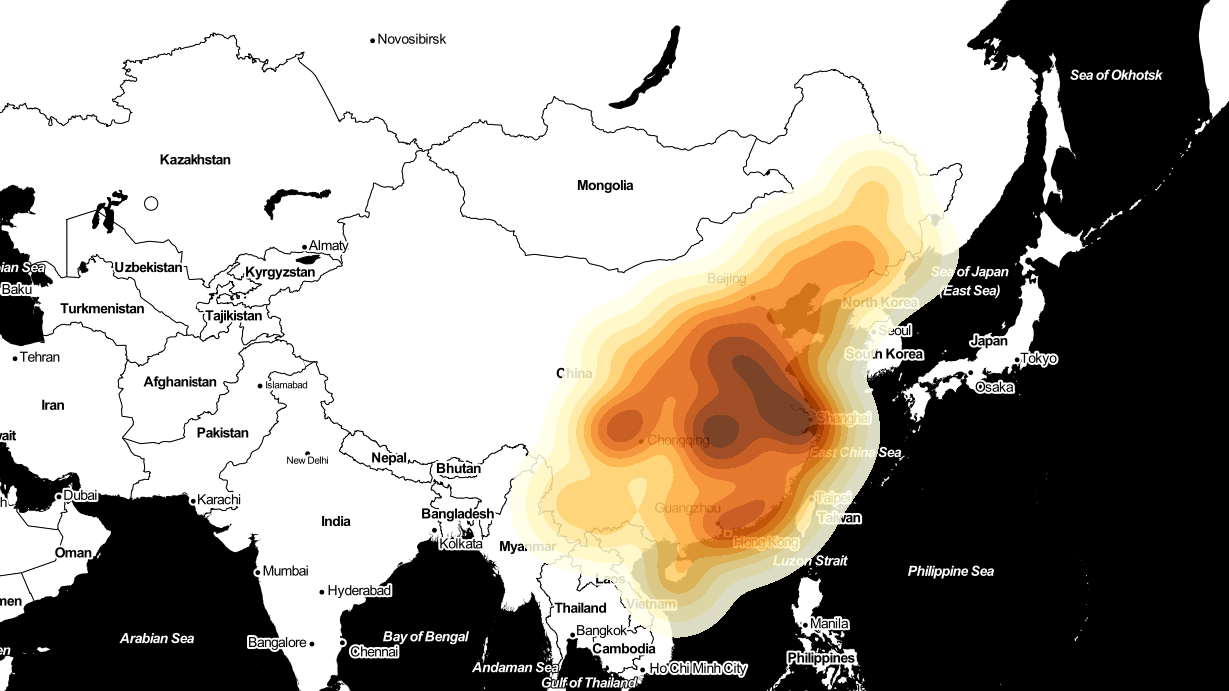 Novosibirsk
Sea of Okhotsk
Kazakhstan
Mongolia
Almaty
Uzbekistan
Kyrgyzstan
ian Sea
Baku
Turkmenistan
Tajikistan
Beijing
Sea of Japan
(East Sea)
North Korea
Seoul
South Korea
Japan
Tokyo
Osaka
Tehran
Afghanistan
Islamabad
China
Iran
Pakistan
Shanghai
wait
Chongqing
East China Sea
New Delhi
Nepal
Bhutan
Dubai
Karachi
Bangladesh
India
Kolkata
Guangzhou
Taipei
Taiwan
Hong Kong
Myanmar
Oman
Luzon Strait
Mumbai
Philippine Sea
Laos
Hyderabad
men
Thailand
Vietnam
Manila
Arabian Sea
Bay of Bengal
Bangkok
Bangalore
Chennai
Cambodia
Philippines
Andaman Sea
Ho Chi Minh City
Gulf of Thailand